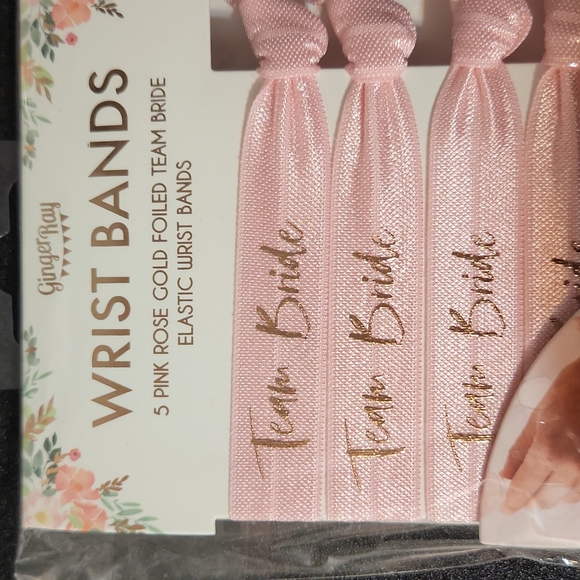 Ginger Ray
WRIST BANDS
5 PINK ROSE GOLD FOILED TEAM BRIDE
ELASTIC WRIST BANDS
Team Bride
Team Bride
Team Bride